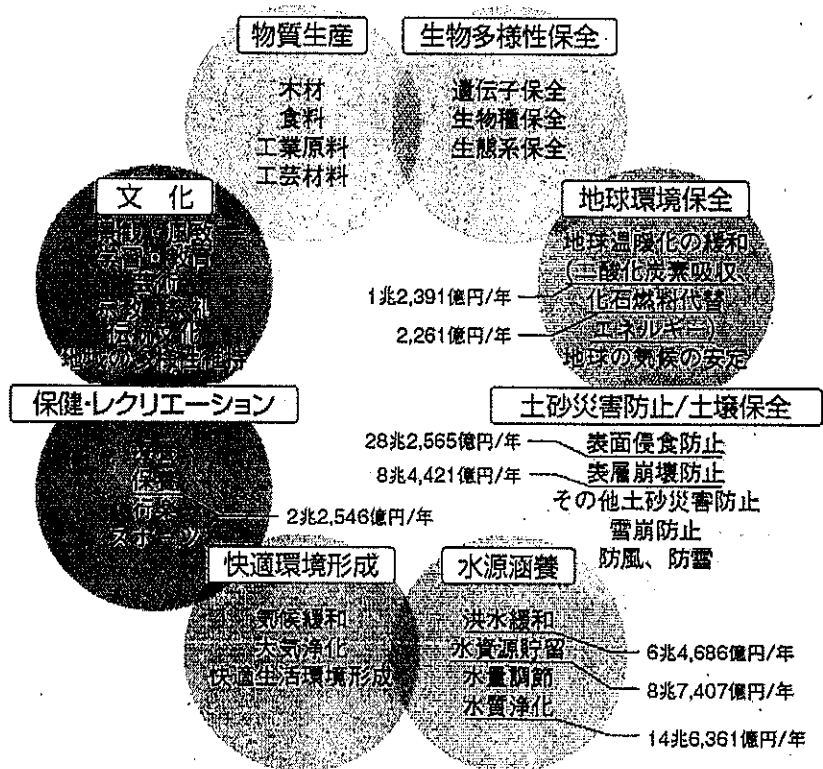 物質生産
木材
食料
工業原料
工芸材料
生物多様性保全
遺伝子保全
生物種保全
生態系保全
文化
地球環境保全
地球温暖化の緩和
(二酸化炭素吸収
化石燃料代替
エネルギー)
地球の気候の安定
1兆2,391億円/年
2,261億円/年
保健・レクリエーション
保養
スポーツ
2兆2,546億円/年
土砂災害防止/土壌保全
表面侵食防止
表層崩壊防止
その他土砂災害防止
雪崩防止
防風、防雪
28兆2,565億円/年
8兆4,421億円/年
快適環境形成
気候緩和
大気浄化
快適生活環境形成
水源涵養
洪水緩和
水資源貯留
水量調節
水質浄化
6兆4,686億円/年
8兆7,407億円/年
14兆6,361億円/年